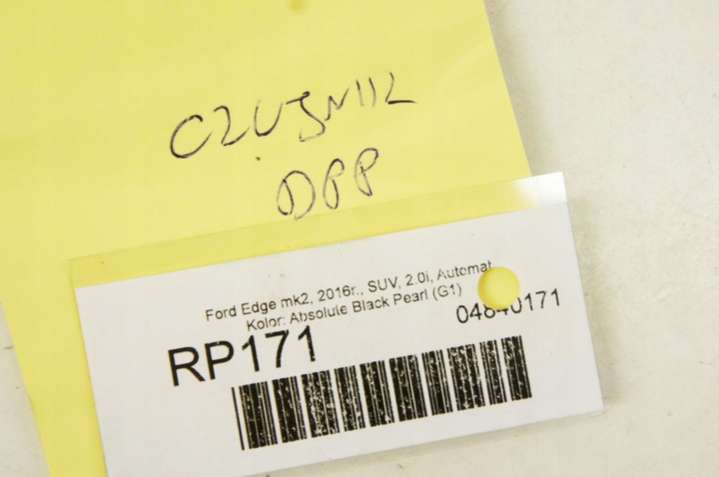 CZUJNIK
DPP
Ford Edge mk2, 2016r., SUV, 2.0i, Automat
Kolor: Absolute Black Pearl (G1)
RP171
04840171